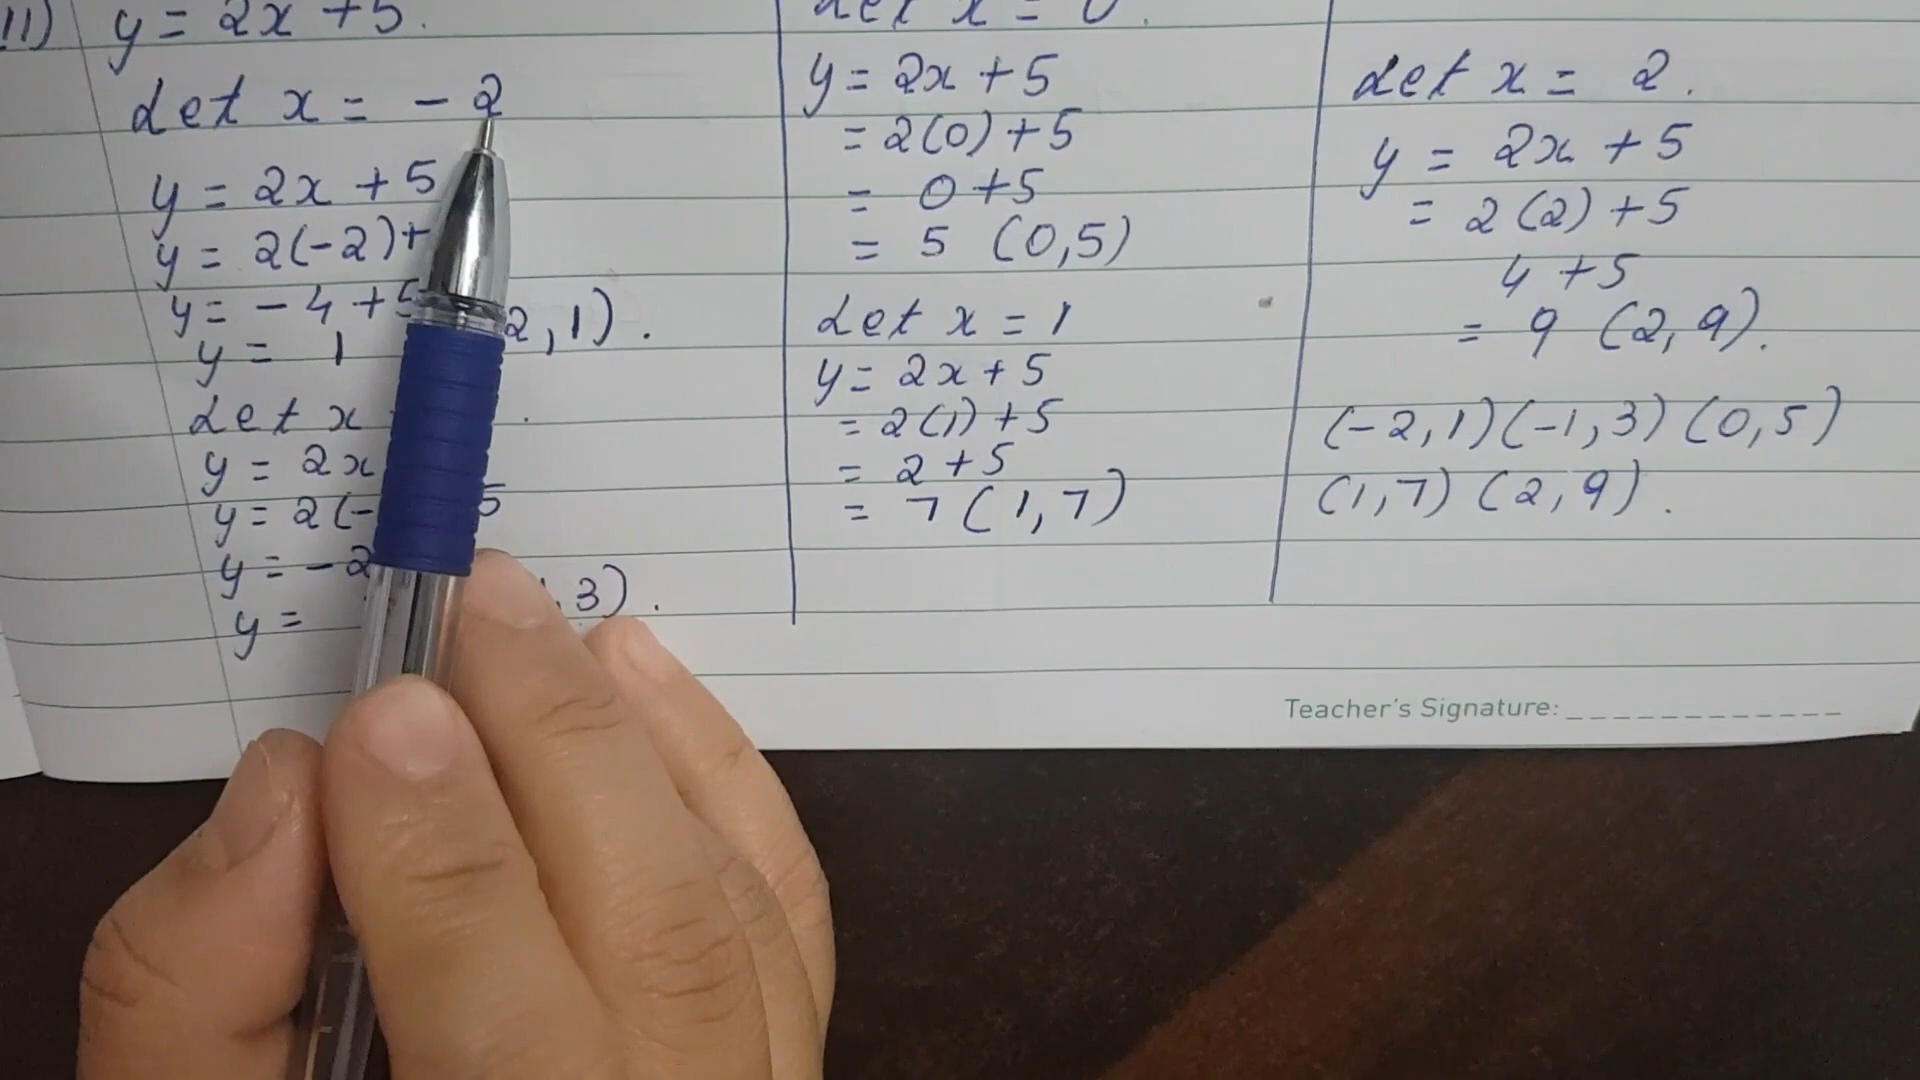 11) y = 2x + 5.
Let x = - 2
y = 2x + 5
y = 2(-2)+
y = - 4 + 5 2,1).
y = 1
Let x
y = 2x
y = 2(- 5
y = -2
y = ,3).
Let x = 0.
y = 2x + 5
= 2(0) + 5
= 0 + 5
= 5 (0,5)
Let x = 1
y = 2x + 5
= 2(1) + 5
= 2 + 5
= 7 (1,7)
Let x = 2.
y = 2x + 5
= 2(2) + 5
4 + 5
= 9 (2,9).
(-2,1)(-1,3)(0,5)
(1,7) (2,9).
Teacher's Signature:_____________